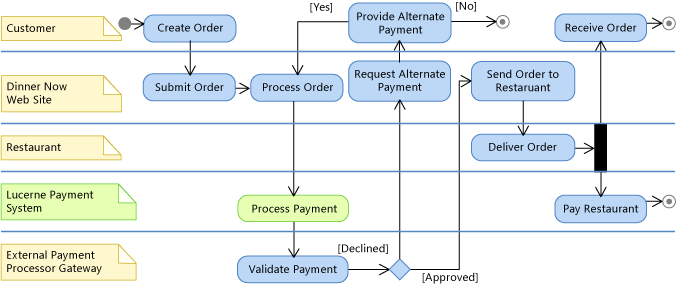 [Yes]
Provide Alternate
Payment
[No]
Customer
Create Order
Receive Order
Dinner Now
Web Site
Submit Order
Process Order
Request Alternate
Payment
Send Order to
Restaruant
Restaurant
Deliver Order
Lucerne Payment
System
Process Payment
Pay Restaurant
External Payment
Processor Gateway
Validate Payment
[Declined]
[Approved]